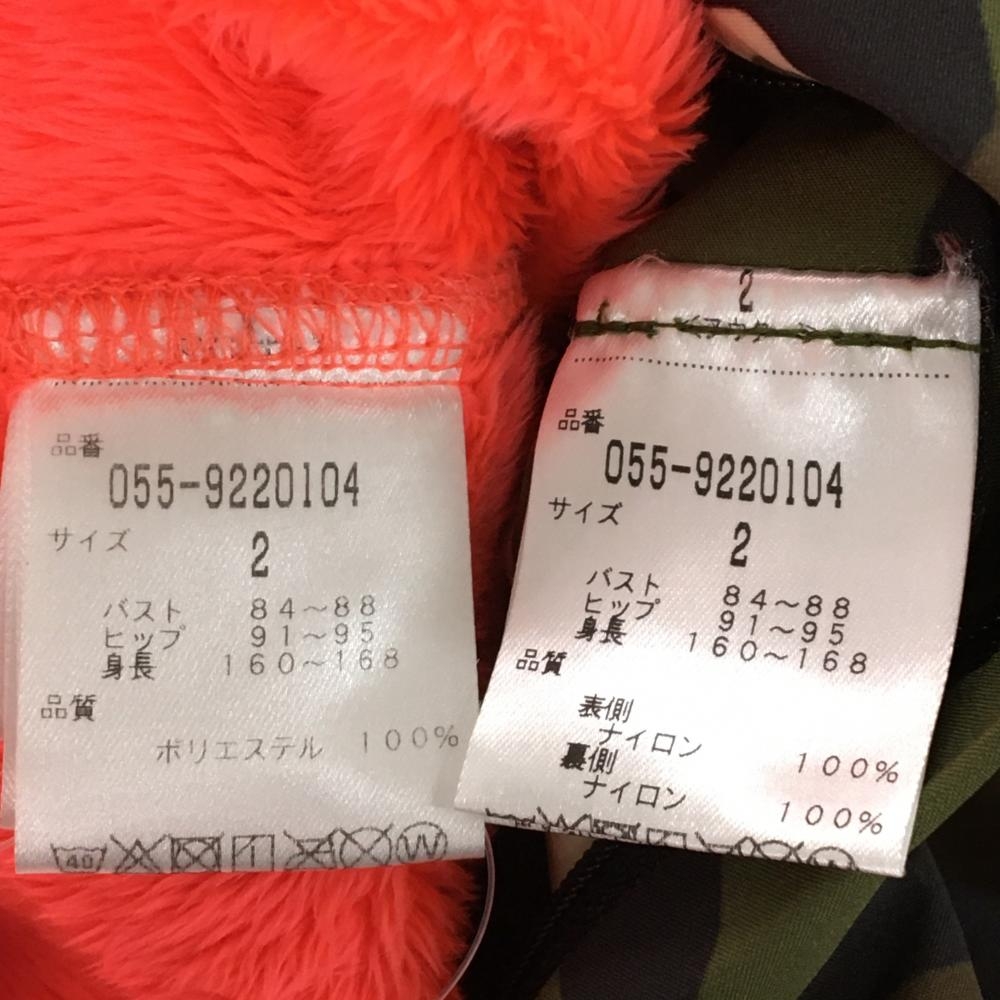 品番
055-9220104
サイズ
2
バスト 84～88
ヒップ 91～95
身長 160～168
品質
ポリエステル 100%
40
W
2
品番
055-9220104
サイズ
2
バスト 84～88
ヒップ 91～95
身長 160～168
品質
表側
ナイロン 100%
裏側
ナイロン 100%